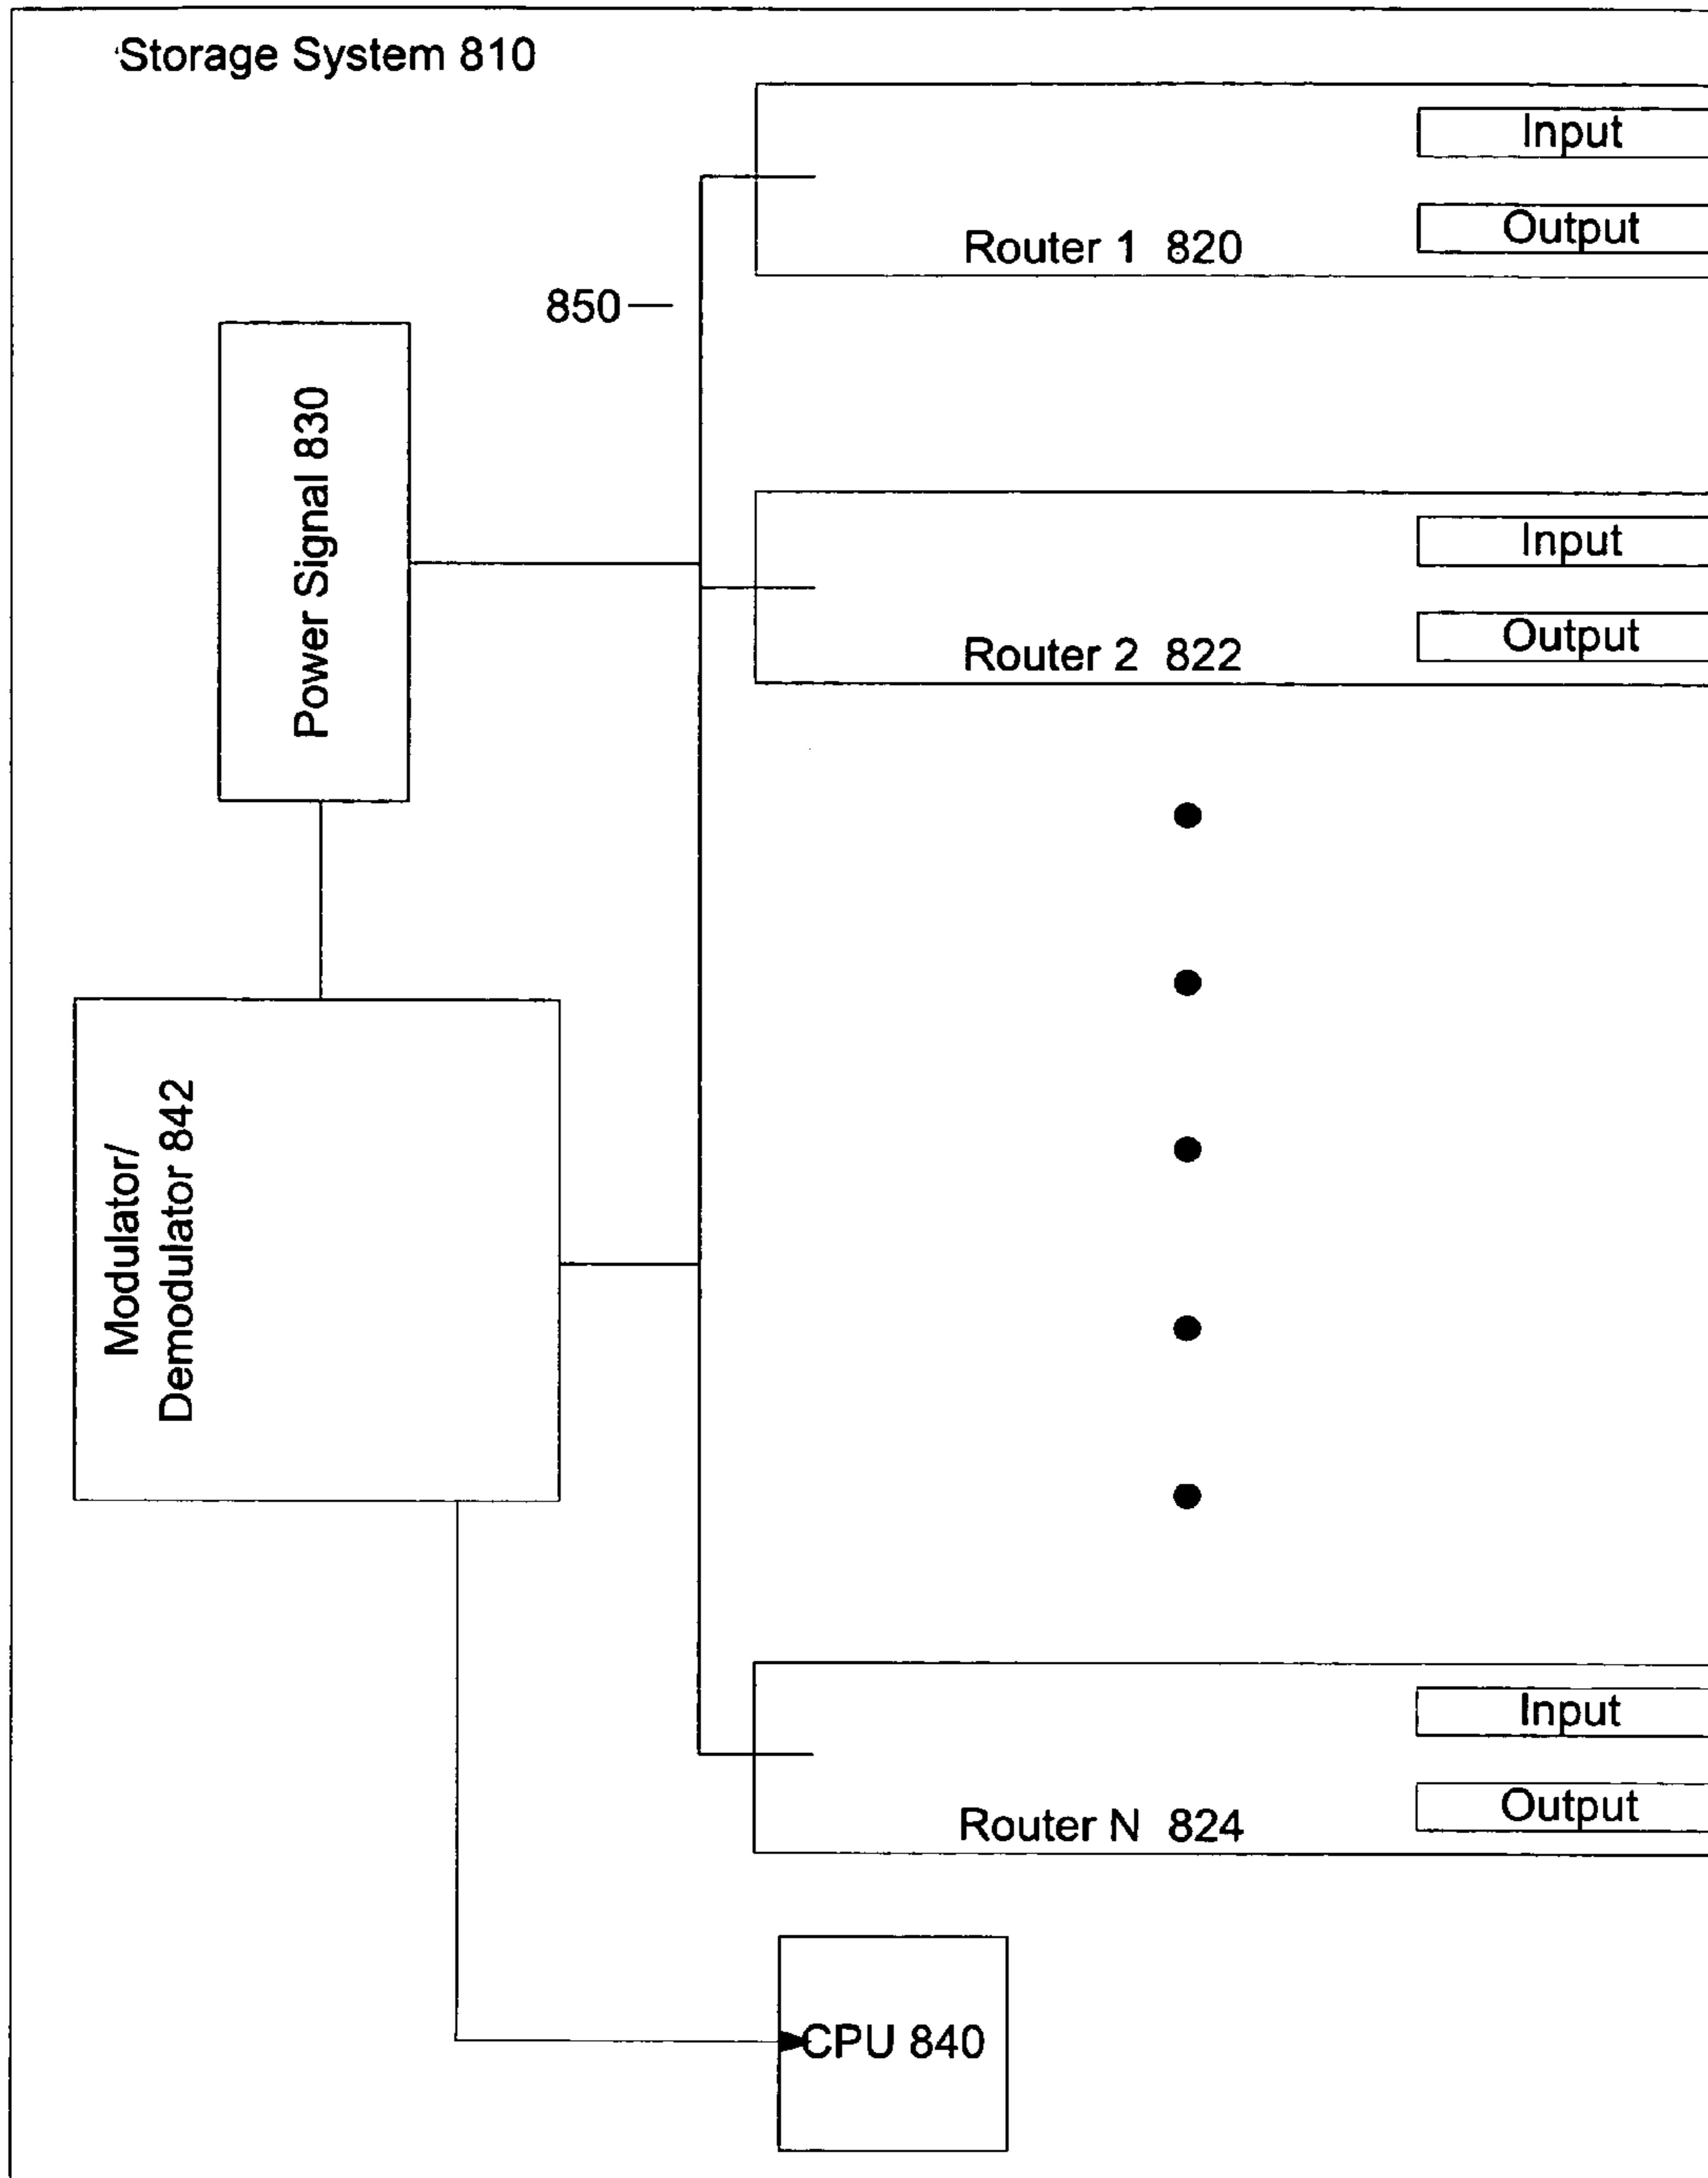 Storage System 810
Input
Output
Router 1 820
850
Power Signal 830
Input
Output
Router 2 822
Modulator/
Demodulator 842
Input
Output
Router N 824
CPU 840